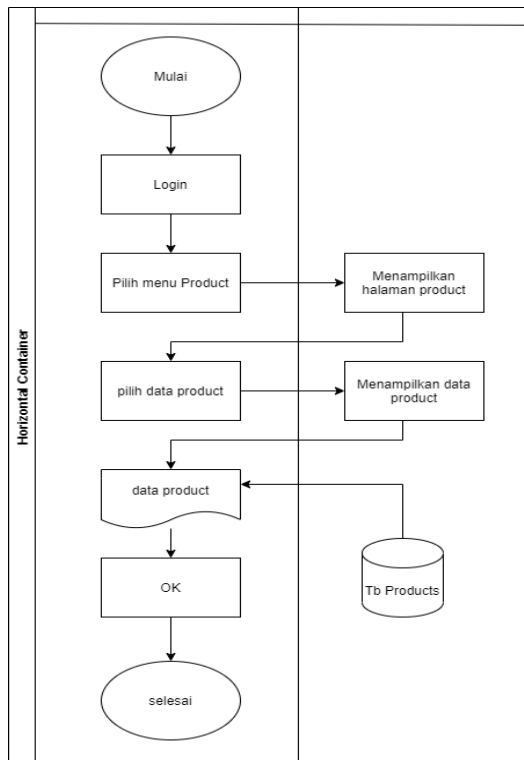 Horizontal Container
Mulai
Login
Pilih menu Product
Menampilkan
halaman product
pilih data product
Menampilkan data
product
data product
Tb Products
OK
selesai